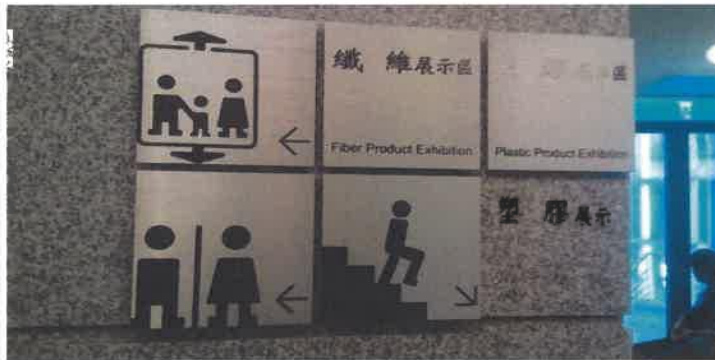 纖 維展示區
Fiber Product Exhibition
Plastic Product Exhibition
塑 膠展示